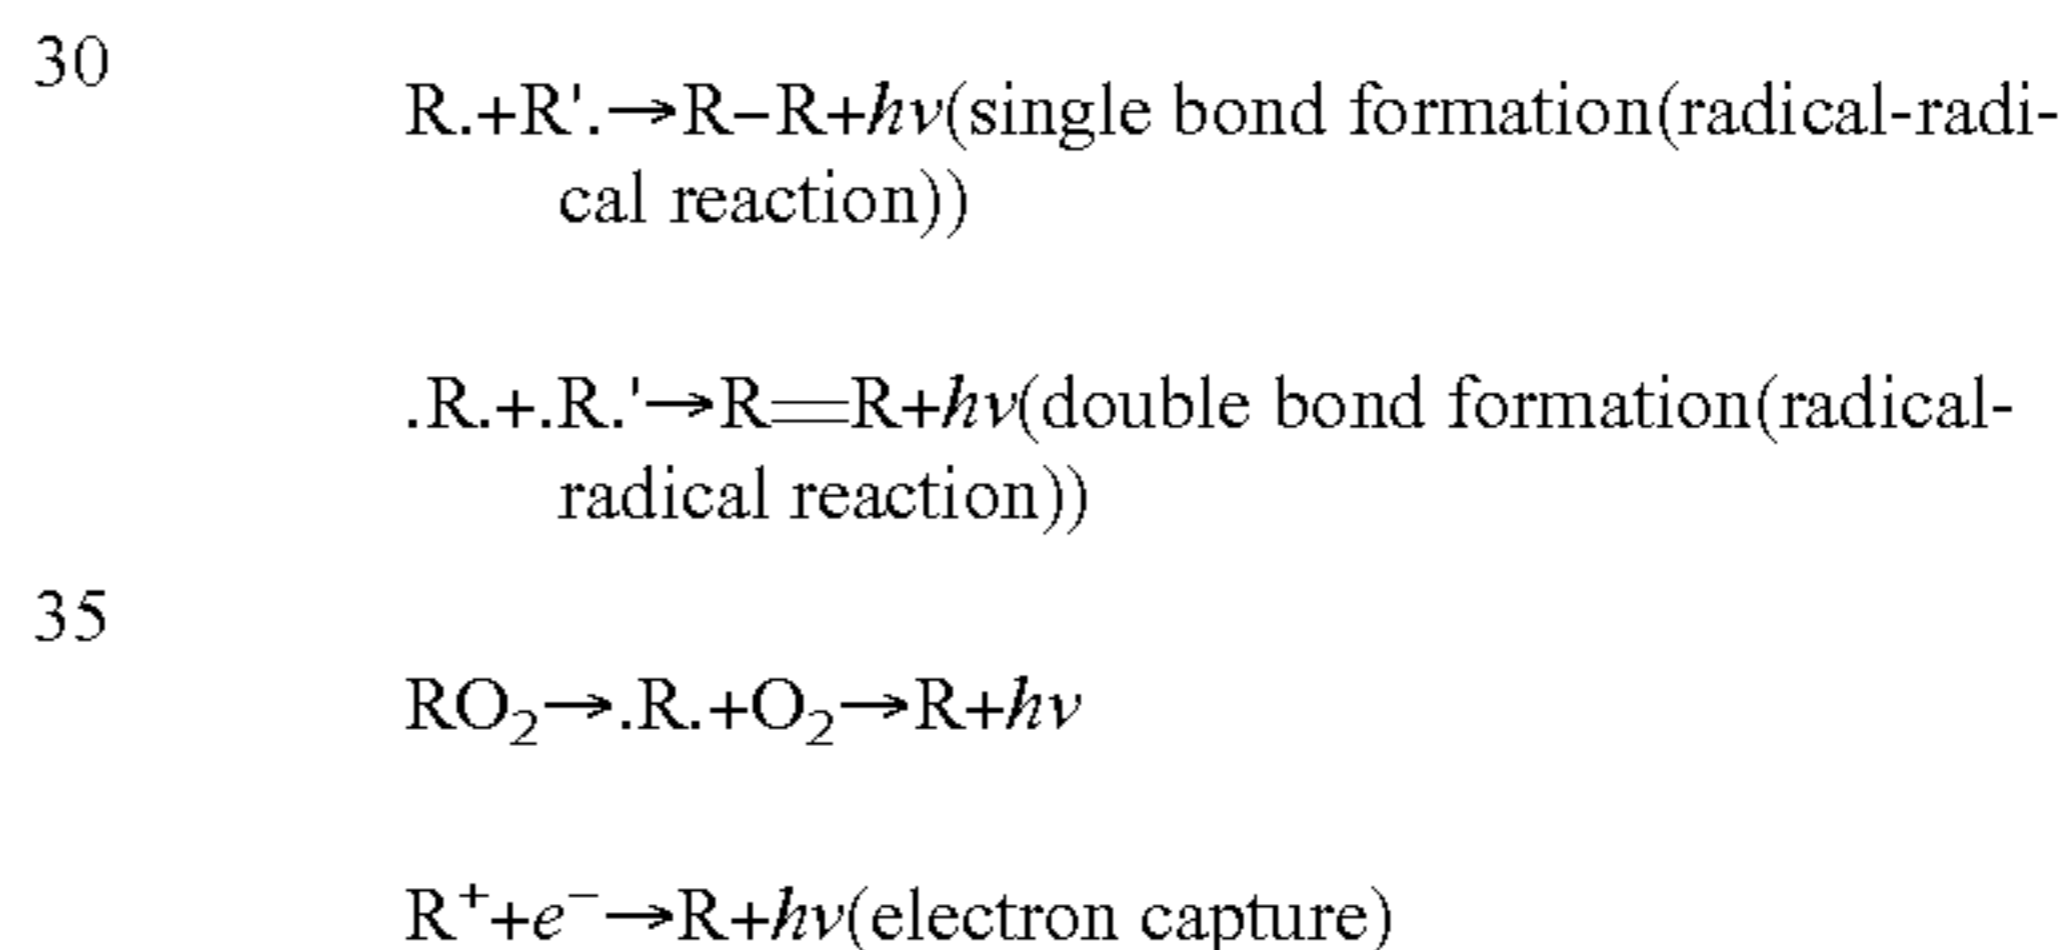 30
R.+R'.→R–R+hν(single bond formation(radical-radi-
cal reaction))
.R.+.R.'→R══R+hν(double bond formation(radical-
radical reaction))
35
RO₂→.R.+O₂→R+hν
R⁺+e⁻→R+hν(electron capture)